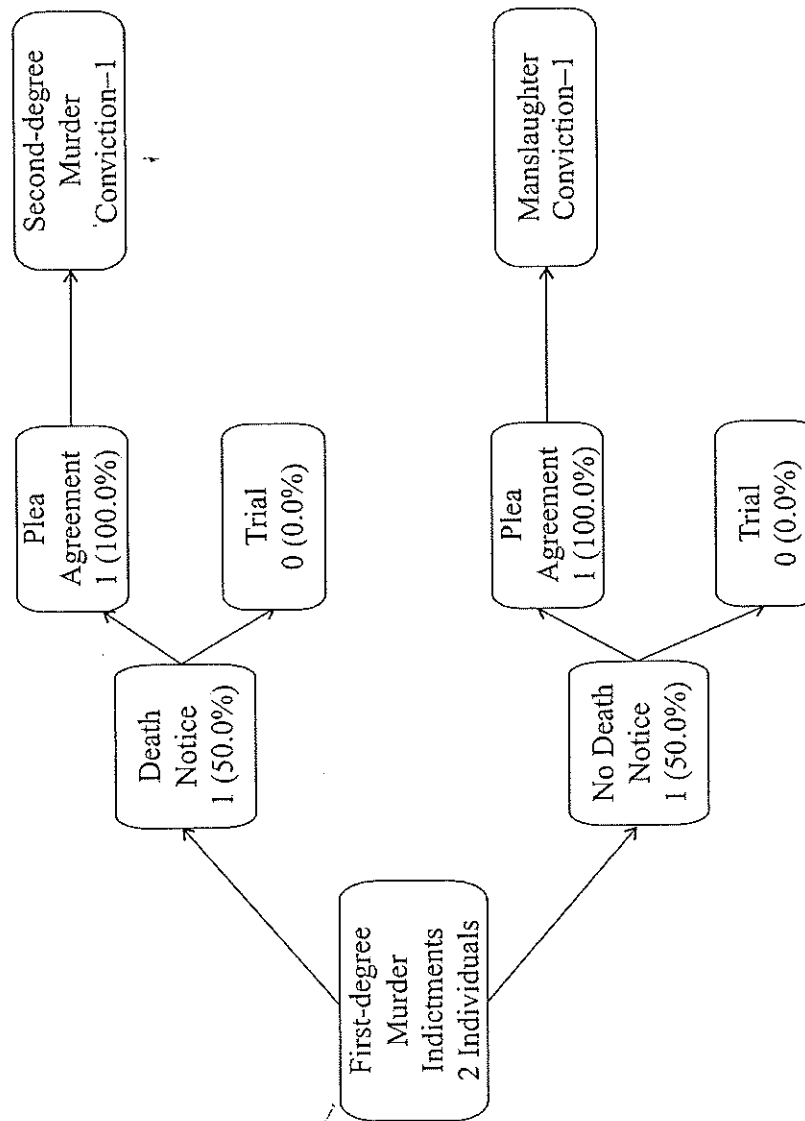 First-degree
Murder
Indictments
2 Individuals
Death
Notice
1 (50.0%)
Plea
Agreement
1 (100.0%)
Second-degree
Murder
Conviction–1
Trial
0 (0.0%)
No Death
Notice
1 (50.0%)
Plea
Agreement
1 (100.0%)
Manslaughter
Conviction–1
Trial
0 (0.0%)